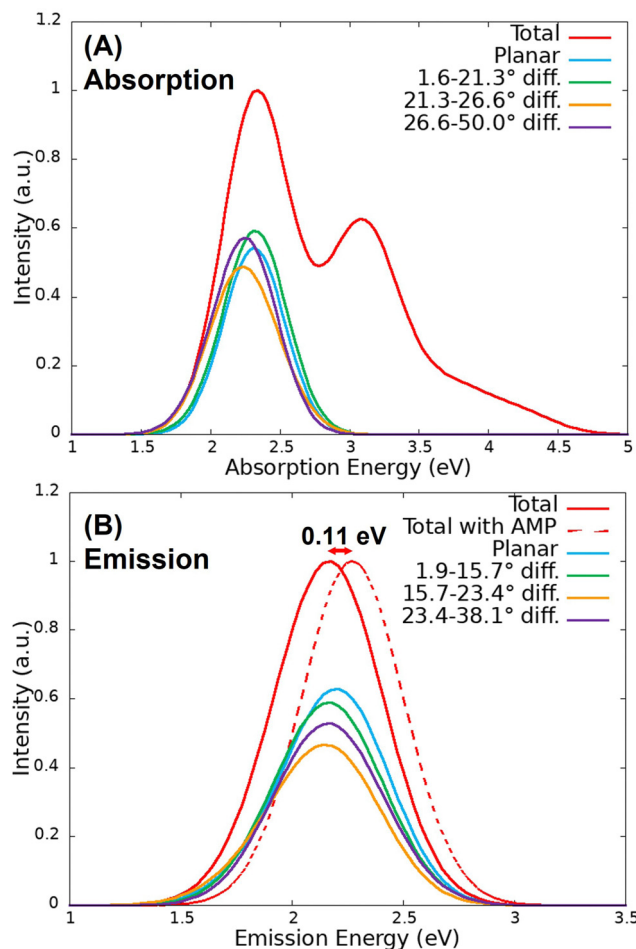 (A)
Absorption
Total
Planar
1.6-21.3° diff.
21.3-26.6° diff.
26.6-50.0° diff.
Intensity (a.u.)
1.2
1
0.8
0.6
0.4
0.2
0
1 1.5 2 2.5 3 3.5 4 4.5 5
Absorption Energy (eV)
(B)
Emission
0.11 eV
Total
Total with AMP
Planar
1.9-15.7° diff.
15.7-23.4° diff.
23.4-38.1° diff.
Intensity (a.u.)
1.2
1
0.8
0.6
0.4
0.2
0
1 1.5 2 2.5 3 3.5
Emission Energy (eV)